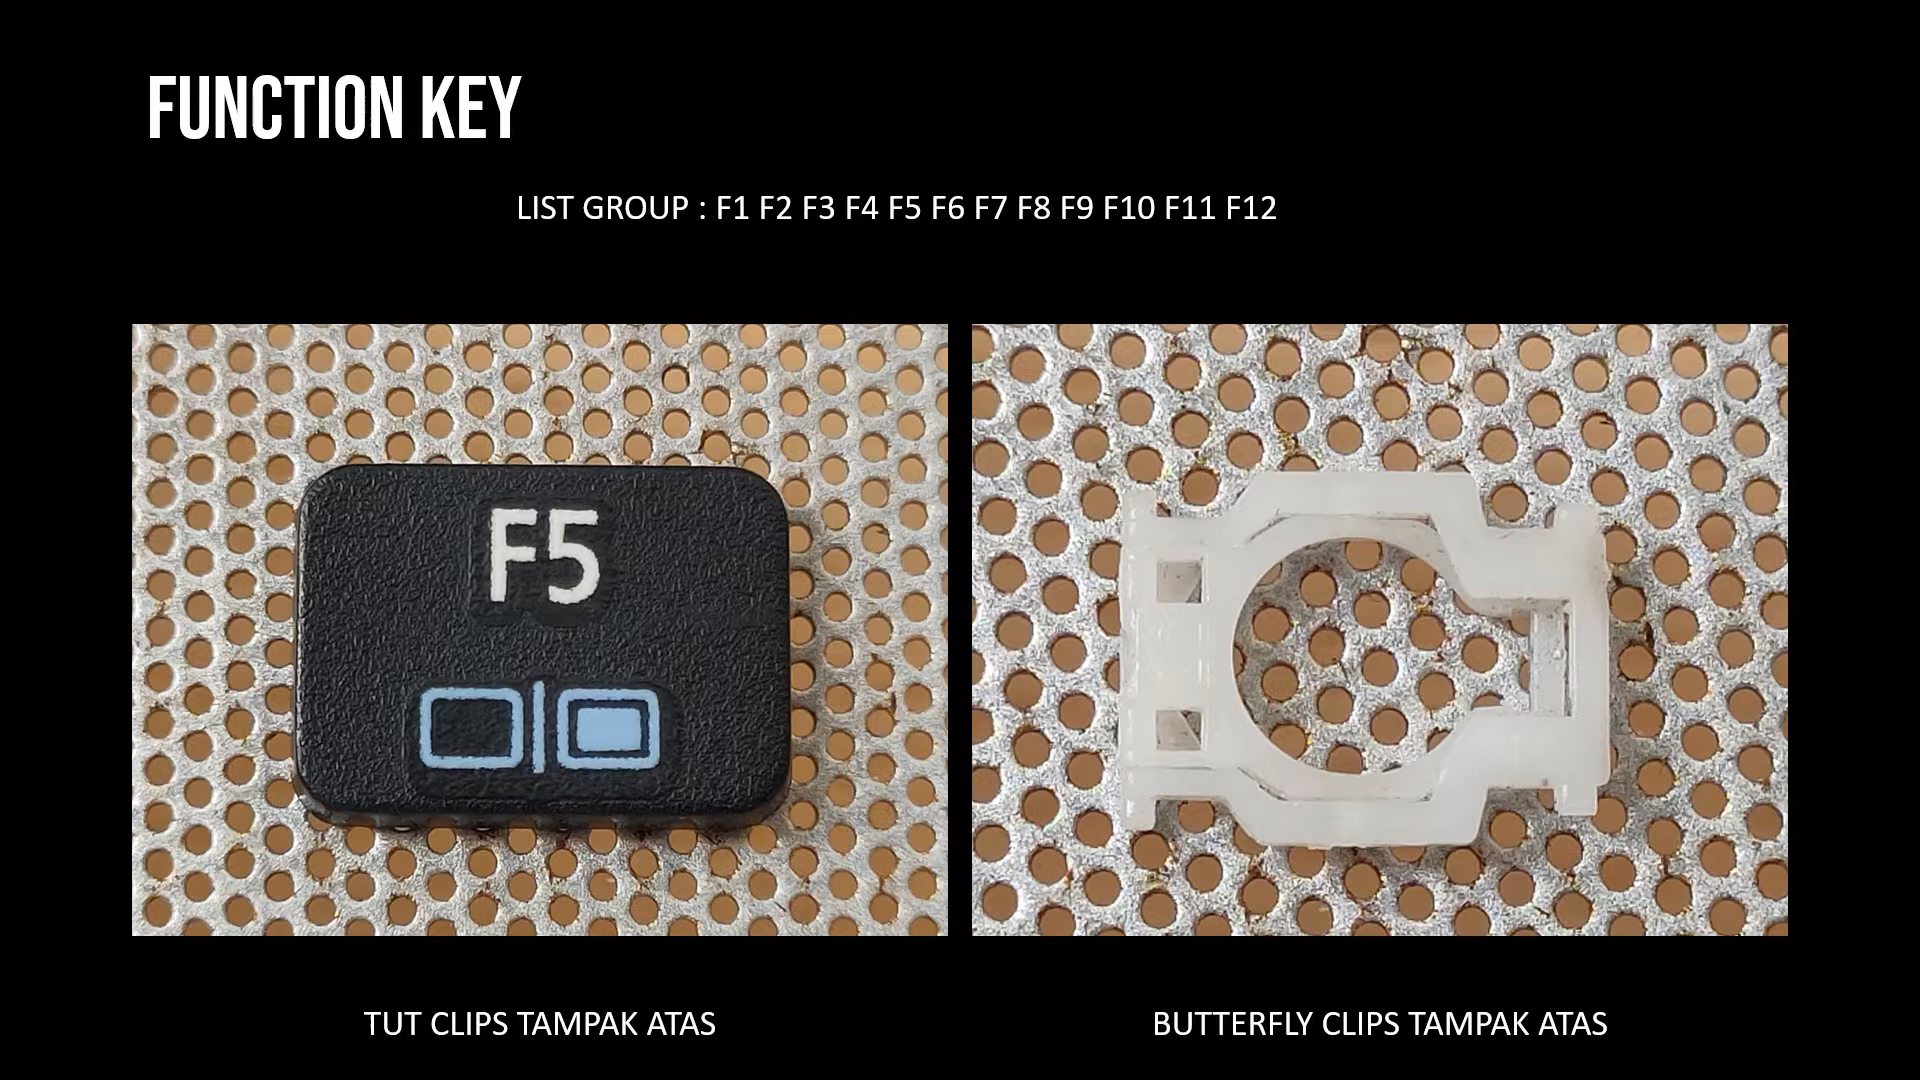 FUNCTION KEY
LIST GROUP : F1 F2 F3 F4 F5 F6 F7 F8 F9 F10 F11 F12
F5
TUT CLIPS TAMPAK ATAS
BUTTERFLY CLIPS TAMPAK ATAS